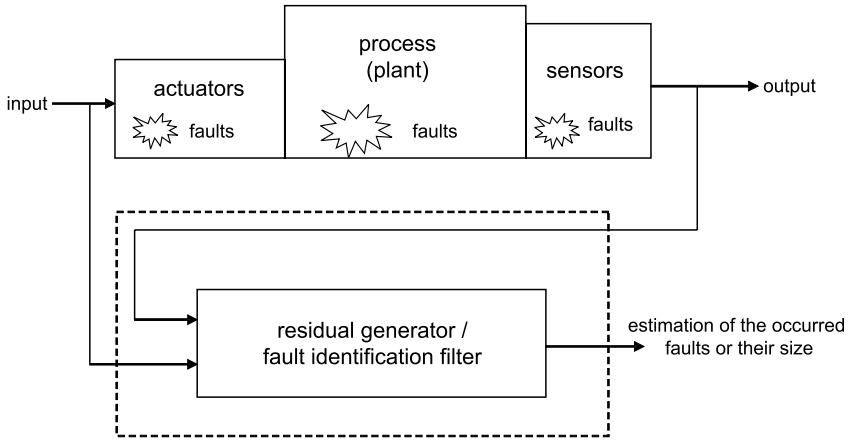 process
(plant)
sensors
actuators
input
output
faults
faults
faults
residual generator /
fault identification filter
estimation of the occurred
faults or their size